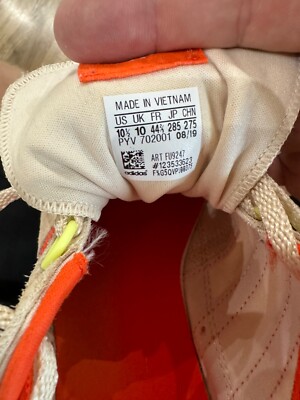 MADE IN VIETNAM
US UK FR JP CHN
10½ 10 44⅔ 285 275
PYV 702001 08/19
ART FU9247
#123533623
adidas